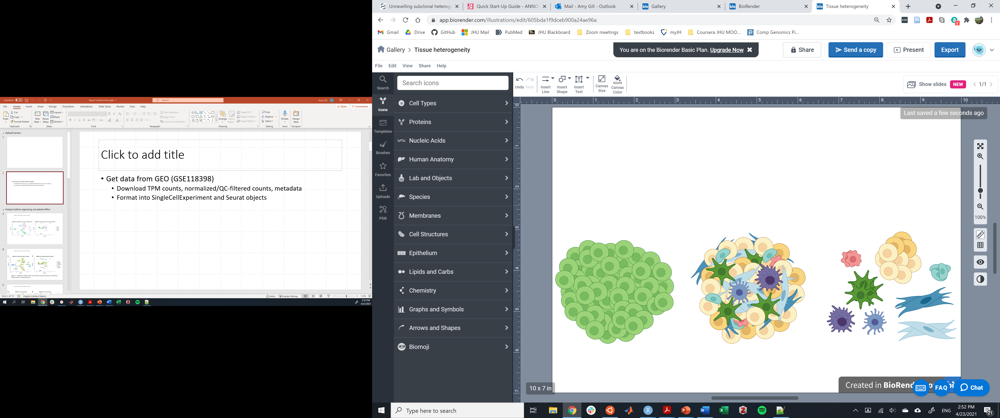 AutoSave Off
figure-construction.pptx
Search
Amy Gill AG
File Home Insert Draw Design Transitions Animations Slide Show Review View Help
Share Comments
Paste
Cut
Copy
Format Painter
Clipboard
New Slide
Reuse Slides
Layout
Reset
Section
Slides
Font
Text Direction
Align Text
Convert to SmartArt
Paragraph
Arrange
Quick Styles
Shape Fill
Shape Outline
Shape Effects
Drawing
Find
Replace
Select
Editing
Dictate
Voice
Design Ideas
Designer
Default Section
1
2
Analysis before regressing out patient effect
3
4
5
Click to add title
• Get data from GEO (GSE118398)
• Download TPM counts, normalized/QC-filtered counts, metadata
• Format into SingleCellExperiment and Seurat objects
Slide 2 of 15 English (United States)
Notes Display Settings 114%
2:52 PM
4/23/2021
Unravelling subclonal heterog
Quick Start-Up Guide - ANNO
Mail - Amy Gill - Outlook
Gallery
BioRender
Tissue heterogeneity
app.biorender.com/illustrations/edit/605bda1f9dceb900a24ae96a
Gmail Drive GitHub JHU Mail PubMed JHU Blackboard Zoom meetings textbooks myJH Coursera JHU MOO... Comp Genomics Pi...
Gallery > Tissue heterogeneity
You are on the Biorender Basic Plan. Upgrade Now
Share
Send a copy
Present
Export
File Edit View Share Help
Search
Icons
Templates
Brushes
Favorites
Uploads
PDB
Search icons
Cell Types
Proteins
Nucleic Acids
Human Anatomy
Lab and Objects
Species
Membranes
Cell Structures
Epithelium
Lipids and Carbs
Chemistry
Graphs and Symbols
Arrows and Shapes
Biomoji
Undo Redo
Insert Line
Insert Shape
Insert Text
Canvas Size
Canvas Color
Show slides NEW
1/1
0 1 2 3 4 5 6 7 8 9 10
0
1
2
3
4
5
6
7
Last saved a few seconds ago
100%
10 x 7 in
Created in BioRend
FAQ
Chat
Type here to search
ENG
2:52 PM
4/23/2021
21